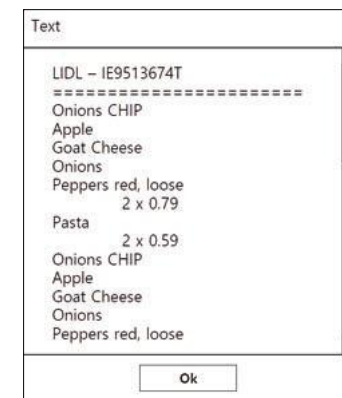 Text
LIDL – IE9513674T
========================
Onions CHIP
Apple
Goat Cheese
Onions
Peppers red, loose
2 x 0.79
Pasta
2 x 0.59
Onions CHIP
Apple
Goat Cheese
Onions
Peppers red, loose
Ok